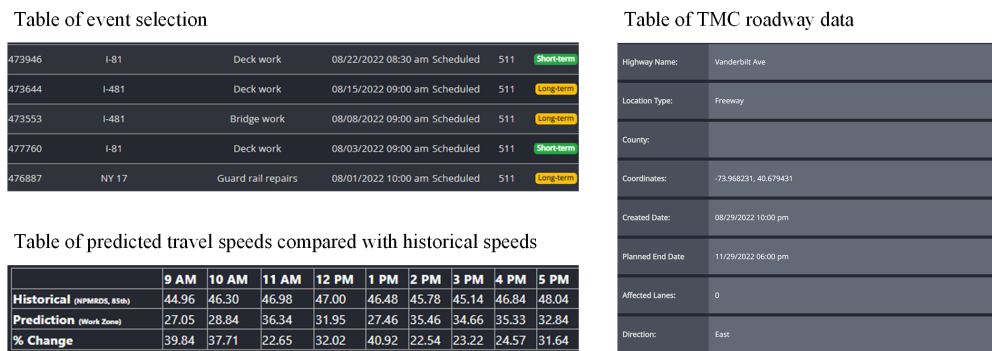 Table of event selection
473946 I-81 Deck work 08/22/2022 08:30 am Scheduled 511 Short-term
473644 I-481 Deck work 08/15/2022 09:00 am Scheduled 511 Long-term
473553 I-481 Bridge work 08/08/2022 09:00 am Scheduled 511 Long-term
477760 I-81 Deck work 08/03/2022 09:00 am Scheduled 511 Short-term
476887 NY 17 Guard rail repairs 08/01/2022 10:00 am Scheduled 511 Long-term
Table of predicted travel speeds compared with historical speeds
9 AM 10 AM 11 AM 12 PM 1 PM 2 PM 3 PM 4 PM 5 PM
Historical (NPMRDS, 85th) 44.96 46.30 46.98 47.00 46.48 45.78 45.14 46.84 48.04
Prediction (Work Zone) 27.05 28.84 36.34 31.95 27.46 35.46 34.66 35.33 32.84
% Change 39.84 37.71 22.65 32.02 40.92 22.54 23.22 24.57 31.64
Table of TMC roadway data
Highway Name: Vanderbilt Ave
Location Type: Freeway
County:
Coordinates: -73.968231, 40.679431
Created Date: 08/29/2022 10:00 pm
Planned End Date 11/29/2022 06:00 pm
Affected Lanes: 0
Direction: East